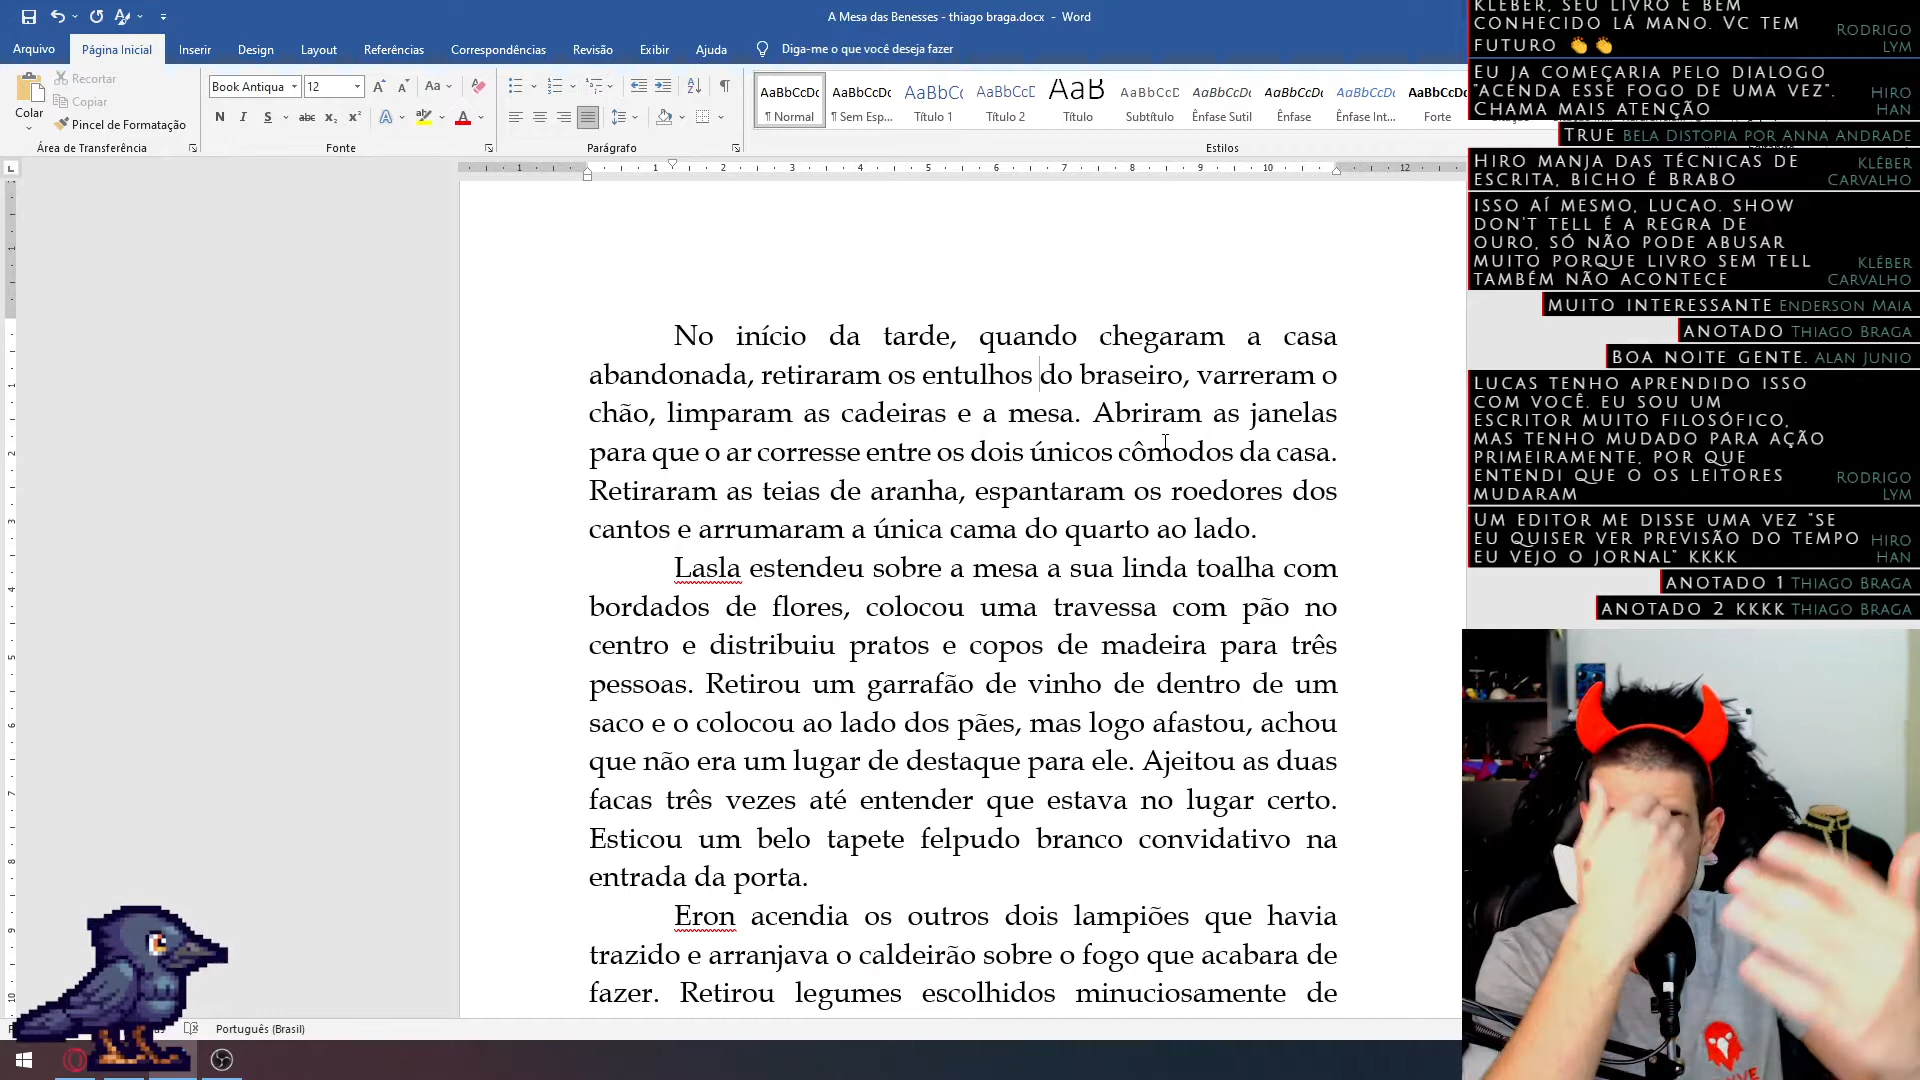 A Mesa das Benesses - thiago braga.docx - Word
Arquivo Página Inicial Inserir Design Layout Referências Correspondências Revisão Exibir Ajuda Diga-me o que você deseja fazer
Colar
Recortar
Copiar
Pincel de Formatação
Área de Transferência
Book Antiqua 12
Fonte
Parágrafo
AaBbCcDc AaBbCcDc AaBbCc AaBbCcD AaB AaBbCcD AaBbCcDc AaBbCcDc AaBbCcDc AaBbCc
¶ Normal ¶ Sem Esp... Título 1 Título 2 Título Subtítulo Ênfase Sutil Ênfase Ênfase Int... Forte
Estilos
No início da tarde, quando chegaram a casa
abandonada, retiraram os entulhos do braseiro, varreram o
chão, limparam as cadeiras e a mesa. Abriram as janelas
para que o ar corresse entre os dois únicos cômodos da casa.
Retiraram as teias de aranha, espantaram os roedores dos
cantos e arrumaram a única cama do quarto ao lado.
Lasla estendeu sobre a mesa a sua linda toalha com
bordados de flores, colocou uma travessa com pão no
centro e distribuiu pratos e copos de madeira para três
pessoas. Retirou um garrafão de vinho de dentro de um
saco e o colocou ao lado dos pães, mas logo afastou, achou
que não era um lugar de destaque para ele. Ajeitou as duas
facas três vezes até entender que estava no lugar certo.
Esticou um belo tapete felpudo branco convidativo na
entrada da porta.
Eron acendia os outros dois lampiões que havia
trazido e arranjava o caldeirão sobre o fogo que acabara de
fazer. Retirou legumes escolhidos minuciosamente de
Português (Brasil)
KLÉBER, SEU LIVRO É BEM
CONHECIDO LÁ MANO. VC TEM
FUTURO 👏👏
RODRIGO
LYM
EU JA COMEÇARIA PELO DIALOGO
"ACENDA ESSE FOGO DE UMA VEZ".
CHAMA MAIS ATENÇÃO
HIRO
HAN
TRUE BELA DISTOPIA POR ANNA ANDRADE
HIRO MANJA DAS TÉCNICAS DE
ESCRITA, BICHO É BRABO
KLÉBER
CARVALHO
ISSO AÍ MESMO, LUCAO. SHOW
DON'T TELL É A REGRA DE
OURO, SÓ NÃO PODE ABUSAR
MUITO PORQUE LIVRO SEM TELL
TAMBÉM NÃO ACONTECE
KLÉBER
CARVALHO
MUITO INTERESSANTE ENDERSON MAIA
ANOTADO THIAGO BRAGA
BOA NOITE GENTE. ALAN JUNIO
LUCAS TENHO APRENDIDO ISSO
COM VOCÊ. EU SOU UM
ESCRITOR MUITO FILOSÓFICO,
MAS TENHO MUDADO PARA AÇÃO
PRIMEIRAMENTE, POR QUE
ENTENDI QUE O OS LEITORES
MUDARAM
RODRIGO
LYM
UM EDITOR ME DISSE UMA VEZ "SE
EU QUISER VER PREVISÃO DO TEMPO
EU VEJO O JORNAL" KKKK
HIRO
HAN
ANOTADO 1 THIAGO BRAGA
ANOTADO 2 KKKK THIAGO BRAGA